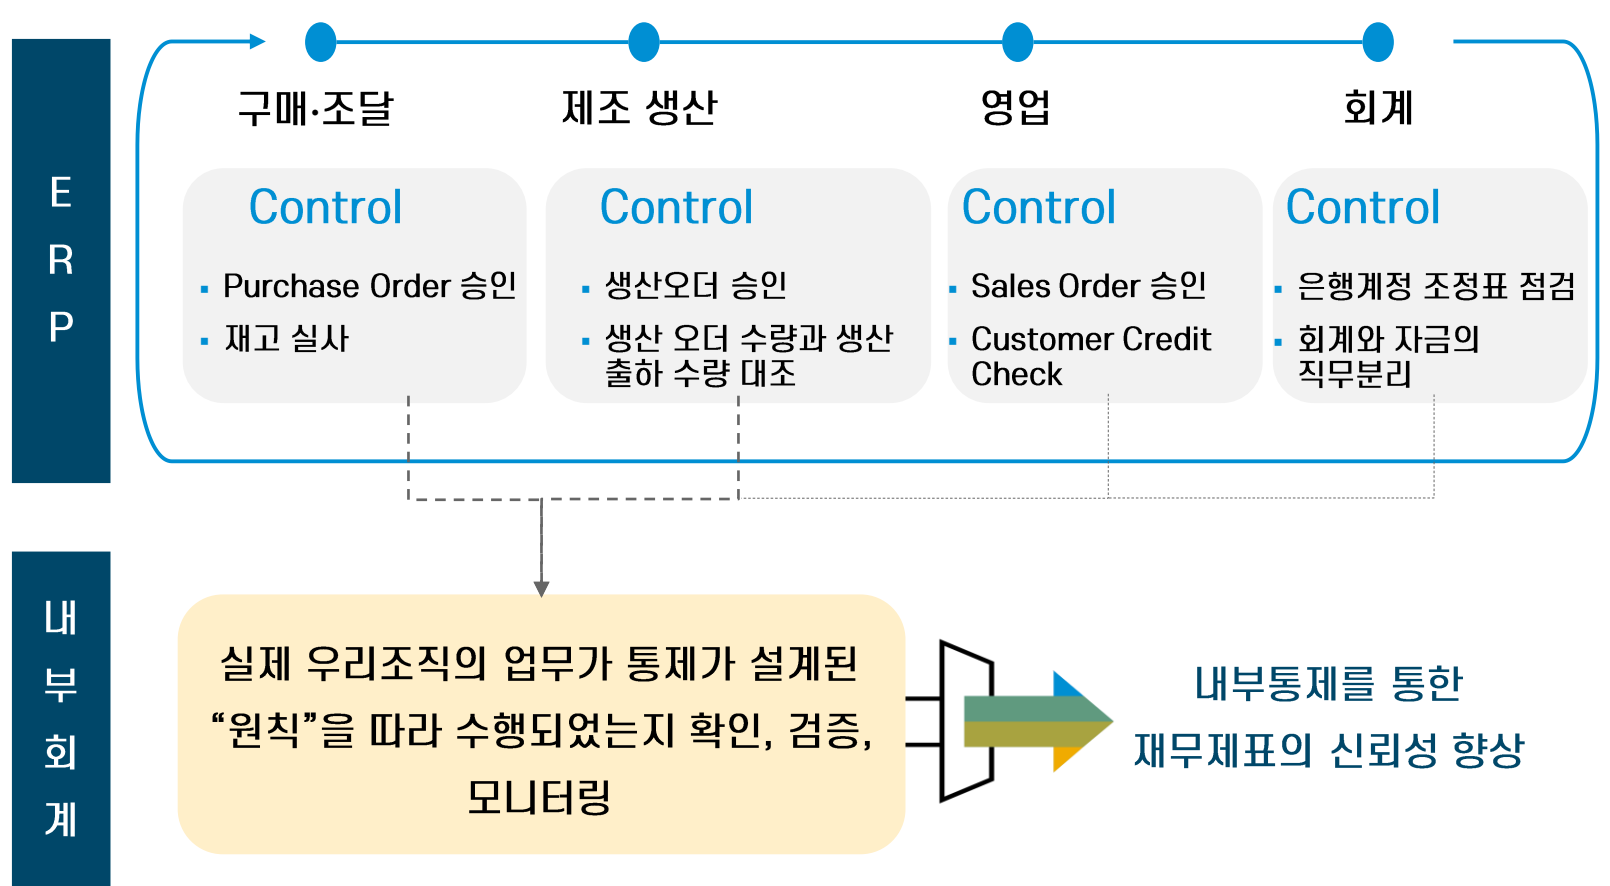 E
R
P
구매·조달
제조 생산
영업
회계
Control
▪ Purchase Order 승인
▪ 재고 실사
Control
▪ 생산오더 승인
▪ 생산 오더 수량과 생산
출하 수량 대조
Control
▪ Sales Order 승인
▪ Customer Credit
Check
Control
▪ 은행계정 조정표 점검
▪ 회계와 자금의
직무분리
내
부
회
계
실제 우리조직의 업무가 통제가 설계된
“원칙”을 따라 수행되었는지 확인, 검증,
모니터링
내부통제를 통한
재무제표의 신뢰성 향상